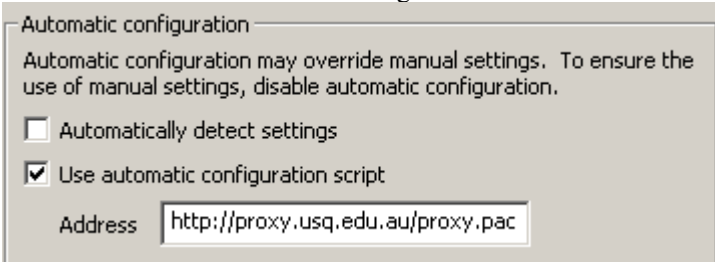 Automatic configuration
Automatic configuration may override manual settings. To ensure the
use of manual settings, disable automatic configuration.
Automatically detect settings
Use automatic configuration script
Address http://proxy.usq.edu.au/proxy.pac